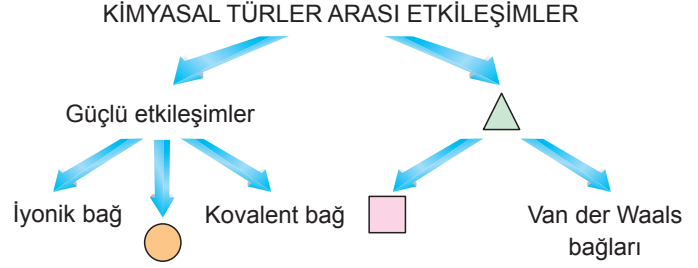 KİMYASAL TÜRLER ARASI ETKİLEŞİMLER
Güçlü etkileşimler
İyonik bağ
Kovalent bağ
Van der Waals
bağları